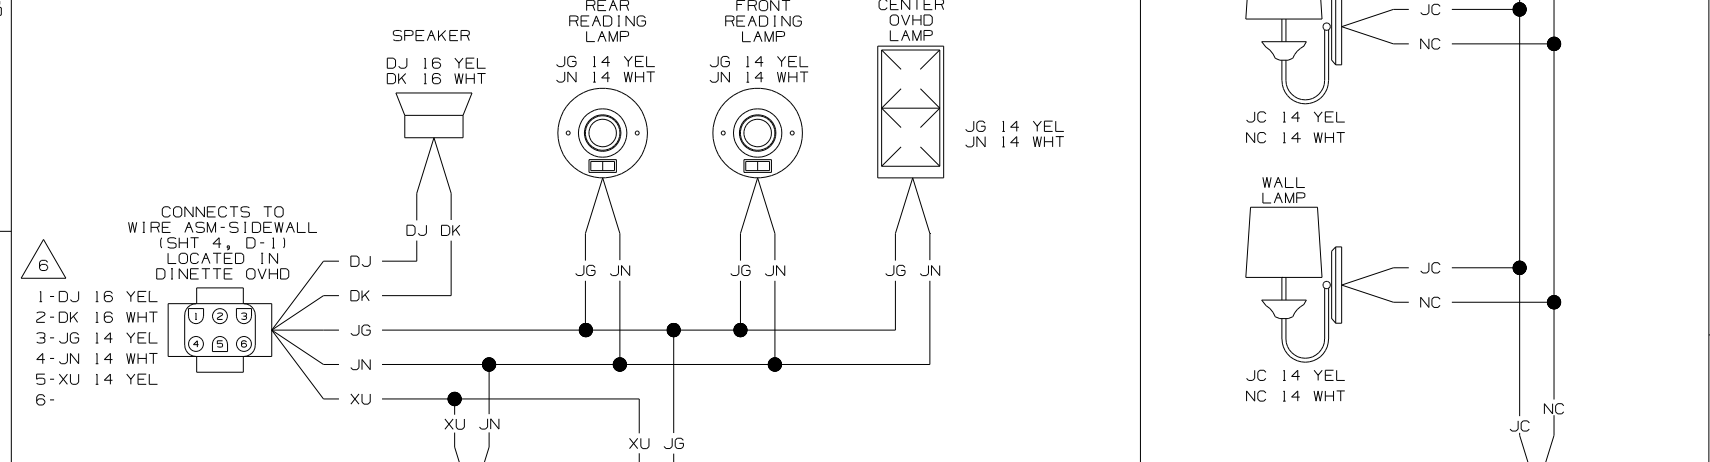 SPEAKER
DJ 16 YEL
DK 16 WHT
REAR
READING
LAMP
JG 14 YEL
JN 14 WHT
FRONT
READING
LAMP
JG 14 YEL
JN 14 WHT
CENTER
OVHD
LAMP
JG 14 YEL
JN 14 WHT
DJ DK
JG JN
JG JN
JG JN
CONNECTS TO
WIRE ASM-SIDEWALL
(SHT 4, D-1)
LOCATED IN
DINETTE OVHD
6
1-DJ 16 YEL
2-DK 16 WHT
3-JG 14 YEL
4-JN 14 WHT
5-XU 14 YEL
6-
1 2 3
4 5 6
DJ
DK
JG
JN
XU
XU JN
XU JG
JC
NC
JC 14 YEL
NC 14 WHT
WALL
LAMP
JC
NC
JC 14 YEL
NC 14 WHT
NC
JC